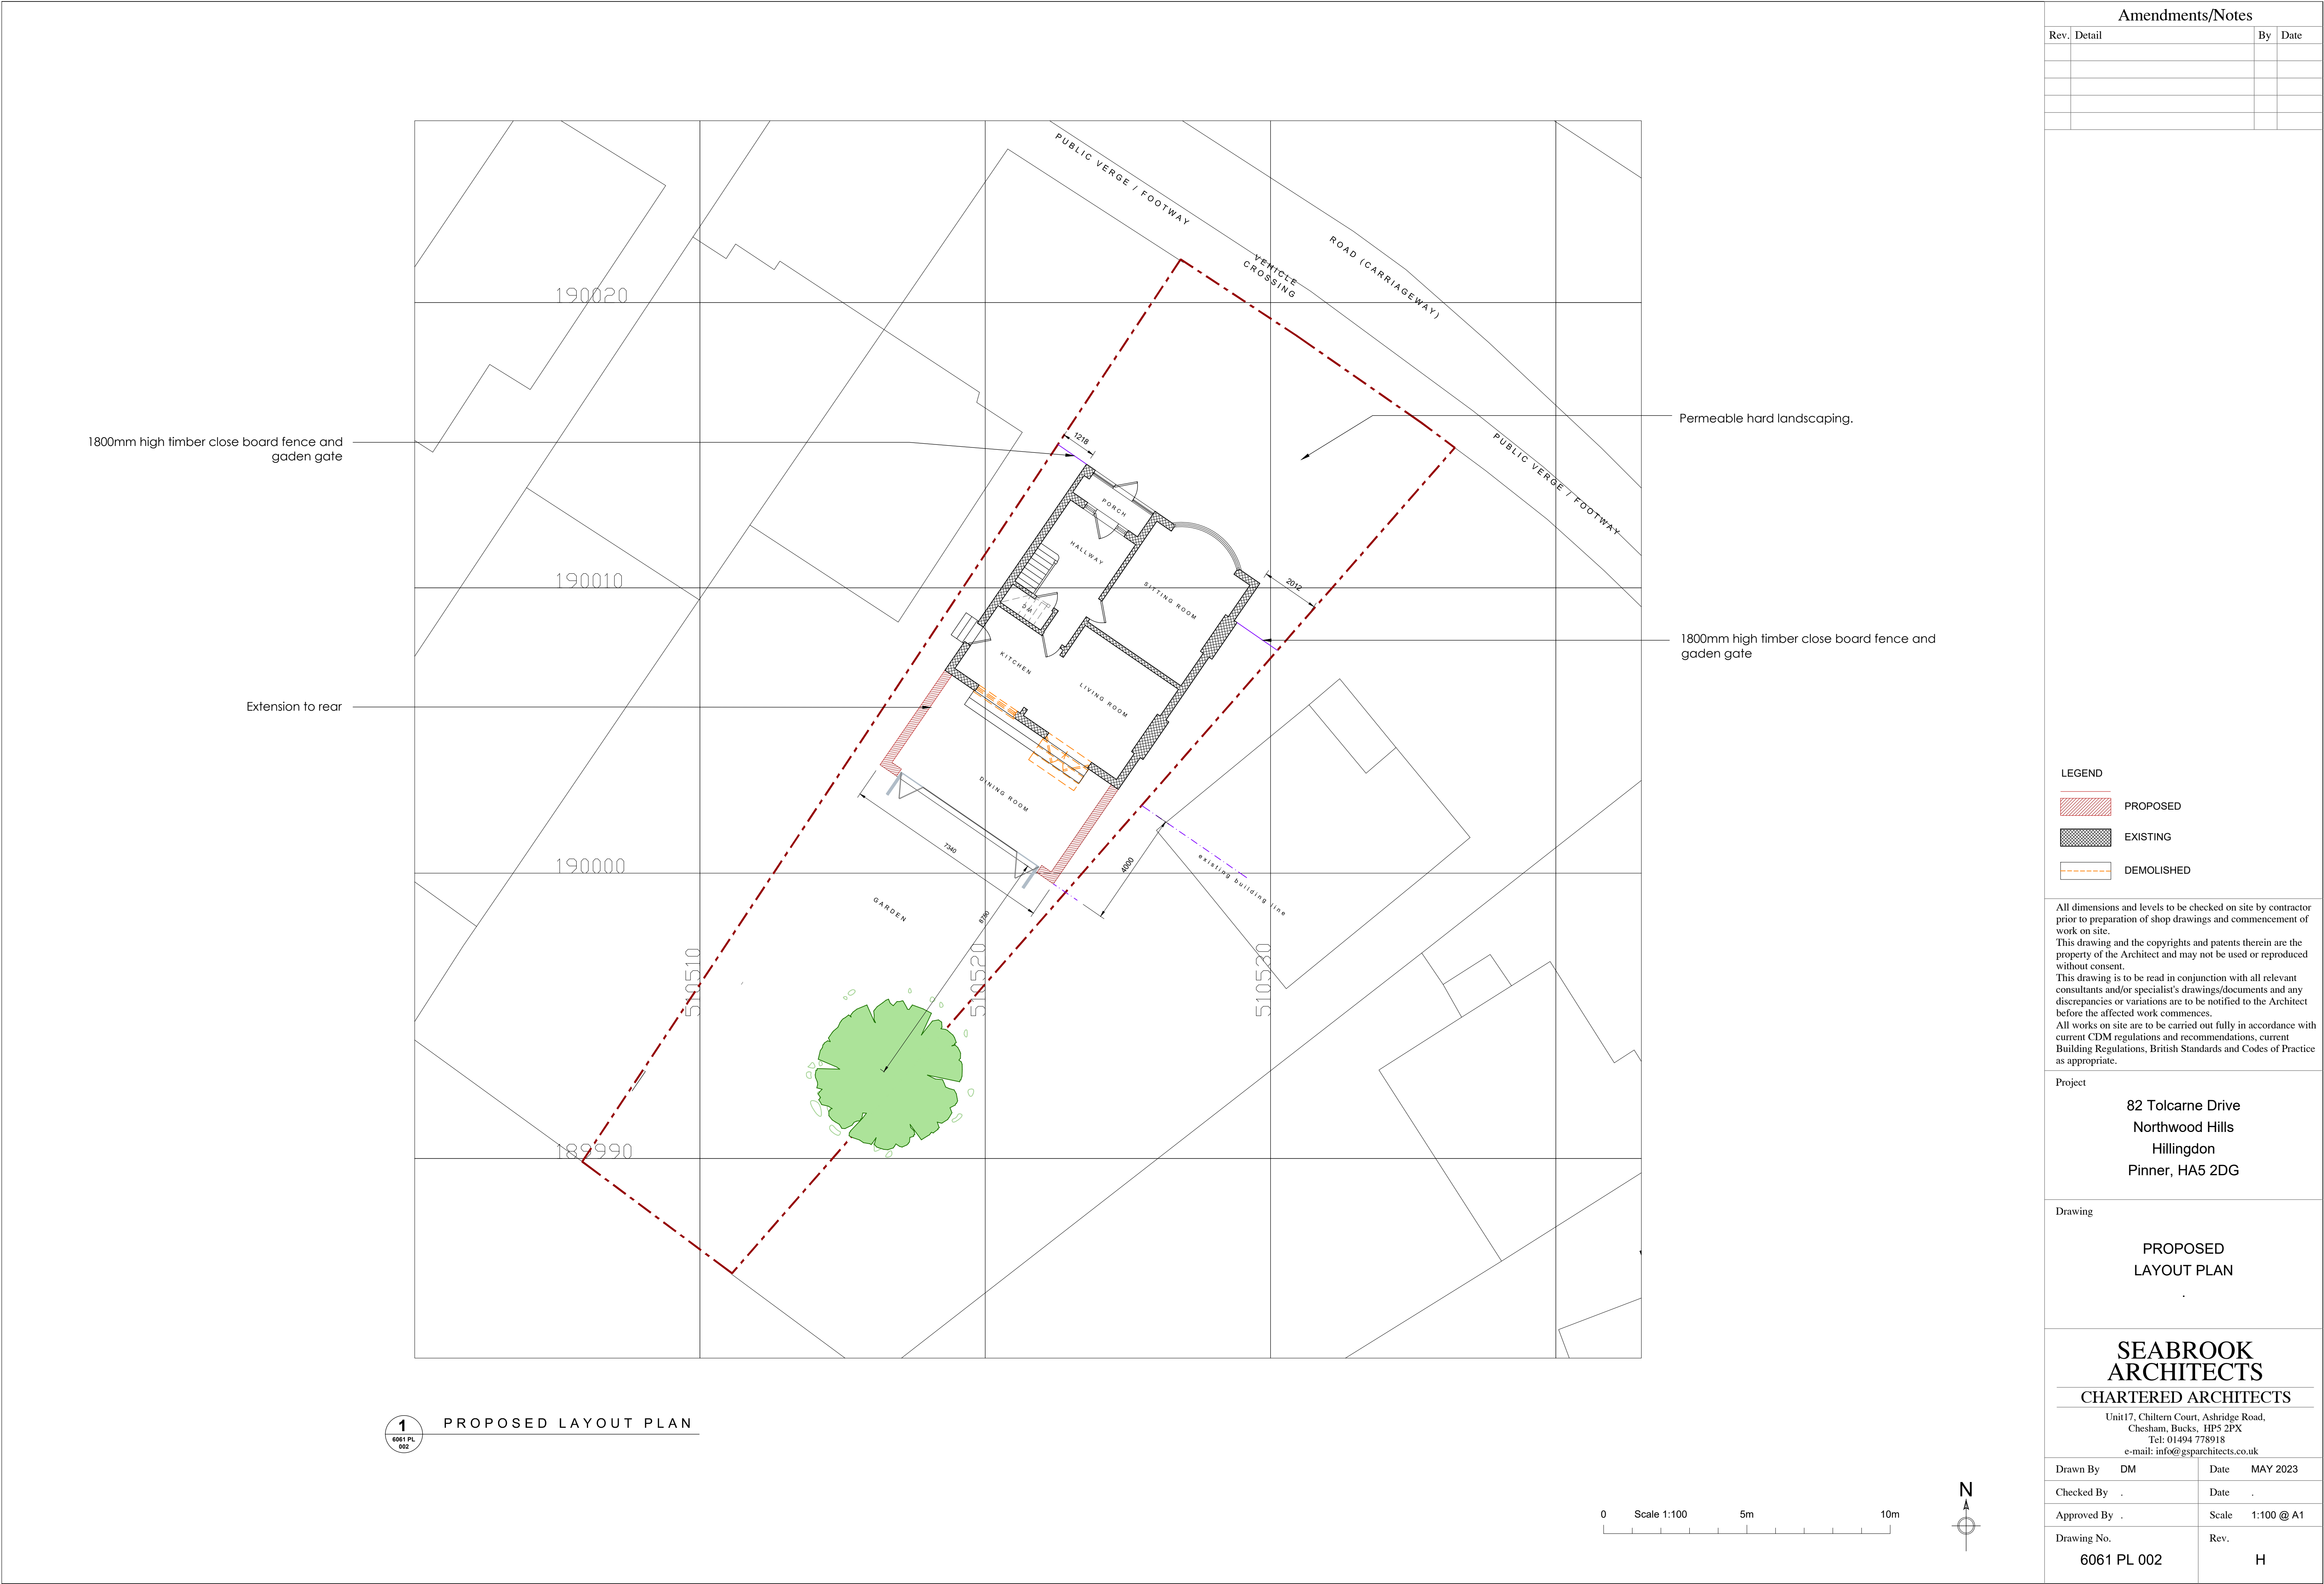 Amendments/Notes
Rev. Detail By Date
PUBLIC VERGE / FOOTWAY
ROAD (CARRIAGEWAY)
VEHICLE
CROSSING
190020
1800mm high timber close board fence and
gaden gate
1218
Permeable hard landscaping.
PUBLIC VERGE / FOOTWAY
PORCH
HALLWAY
190010
SITTING ROOM
2012
KITCHEN
LIVING ROOM
1800mm high timber close board fence and
gaden gate
Extension to rear
DINING ROOM
7340
4000
190000
existing building line
GARDEN
8780
510510
510520
510530
189990
1
6061 PL
002
PROPOSED LAYOUT PLAN
0 Scale 1:100 5m 10m
N
LEGEND
PROPOSED
EXISTING
DEMOLISHED
All dimensions and levels to be checked on site by contractor
prior to preparation of shop drawings and commencement of
work on site.
This drawing and the copyrights and patents therein are the
property of the Architect and may not be used or reproduced
without consent.
This drawing is to be read in conjunction with all relevant
consultants and/or specialist's drawings/documents and any
discrepancies or variations are to be notified to the Architect
before the affected work commences.
All works on site are to be carried out fully in accordance with
current CDM regulations and recommendations, current
Building Regulations, British Standards and Codes of Practice
as appropriate.
Project
82 Tolcarne Drive
Northwood Hills
Hillingdon
Pinner, HA5 2DG
Drawing
PROPOSED
LAYOUT PLAN
.
SEABROOK
ARCHITECTS
CHARTERED ARCHITECTS
Unit17, Chiltern Court, Ashridge Road,
Chesham, Bucks, HP5 2PX
Tel: 01494 778918
e-mail: info@gsparchitects.co.uk
Drawn By DM Date MAY 2023
Checked By . Date .
Approved By . Scale 1:100 @ A1
Drawing No. Rev.
6061 PL 002 H